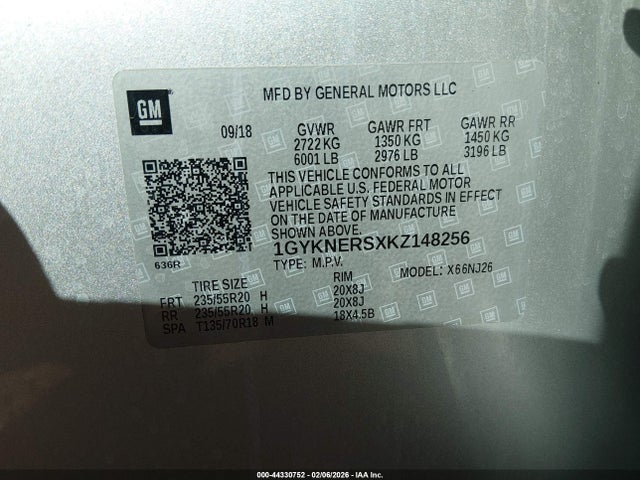 GM
MFD BY GENERAL MOTORS LLC
09/18 GVWR GAWR FRT GAWR RR
2722 KG 1350 KG 1450 KG
6001 LB 2976 LB 3196 LB
THIS VEHICLE CONFORMS TO ALL
APPLICABLE U.S. FEDERAL MOTOR
VEHICLE SAFETY STANDARDS IN EFFECT
ON THE DATE OF MANUFACTURE
SHOWN ABOVE.
1GYKNERSXKZ148256
636R
TYPE: M.P.V. MODEL: X66NJ26
TIRE SIZE RIM
FRT 235/55R20 H 20X8J
RR 235/55R20 H 20X8J
SPA T135/70R18 M 18X4.5B
000-44330752 - 02/06/2026 - IAA Inc.